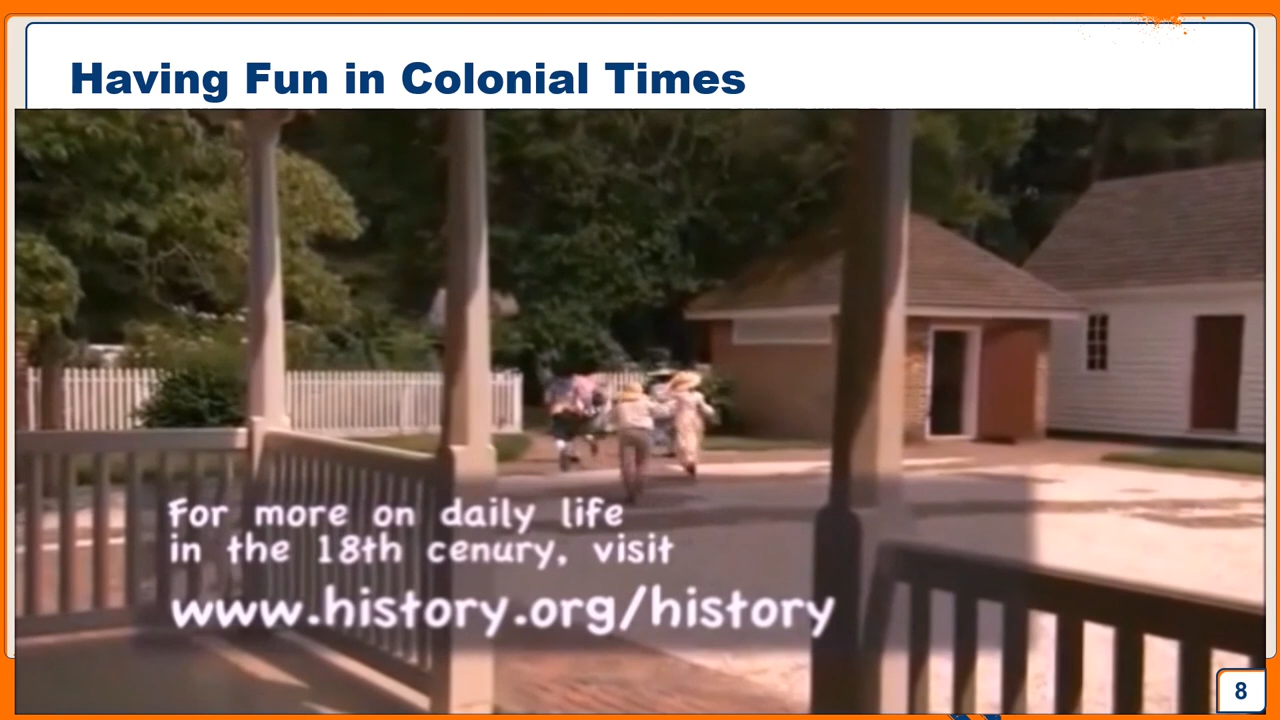 Having Fun in Colonial Times
For more on daily life
in the 18th cenury, visit
www.history.org/history
8